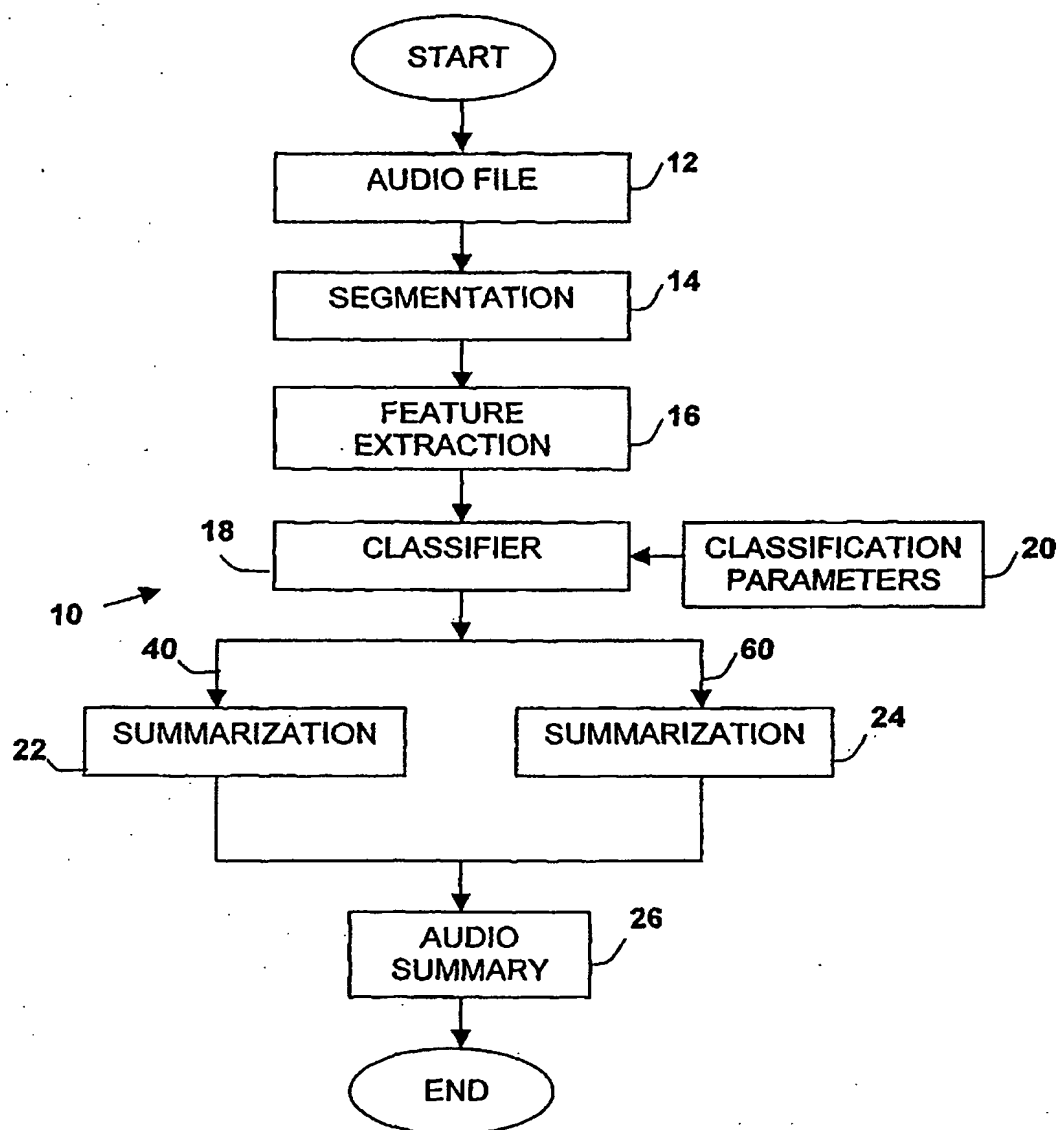 START
AUDIO FILE
12
SEGMENTATION
14
FEATURE
EXTRACTION
16
18
CLASSIFIER
CLASSIFICATION
PARAMETERS
20
10
40
60
SUMMARIZATION
22
SUMMARIZATION
24
AUDIO
SUMMARY
26
END